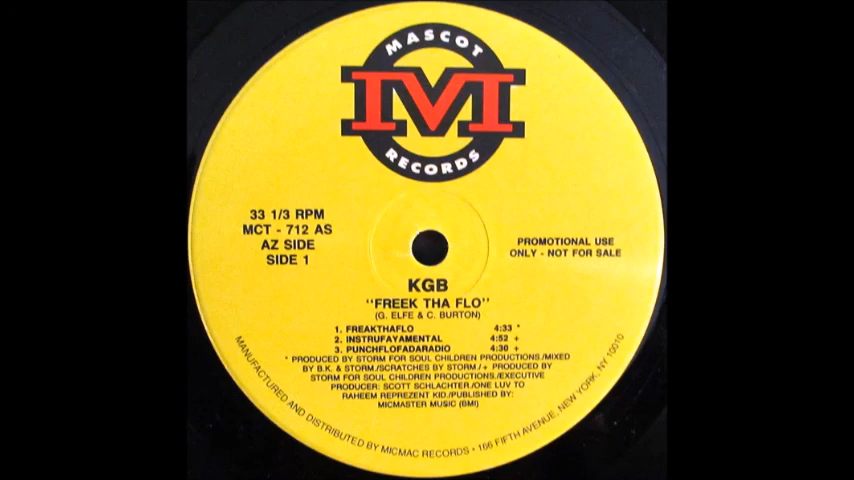 MASCOT
M
RECORDS
33 1/3 RPM
MCT - 712 AS
AZ SIDE
SIDE 1
PROMOTIONAL USE
ONLY - NOT FOR SALE
KGB
"FREEK THA FLO"
(G. ELFE & C. BURTON)
1. FREAKTHAFLO 4:33 *
2. INSTRUFAYAMENTAL 4:52 +
3. PUNCHFLOFADARADIO 4:30 +
* PRODUCED BY STORM FOR SOUL CHILDREN PRODUCTIONS./MIXED
BY B.K. & STORM/SCRATCHES BY STORM./+ PRODUCED BY
STORM FOR SOUL CHILDREN PRODUCTIONS./EXECUTIVE
PRODUCER: SCOTT SCHLACHTER./ONE LUV TO
RAHEEM REPREZENT KID./PUBLISHED BY:
MICMASTER MUSIC (BMI)
MANUFACTURED AND DISTRIBUTED BY MICMAC RECORDS • 166 FIFTH AVENUE, NEW YORK, NY 10010